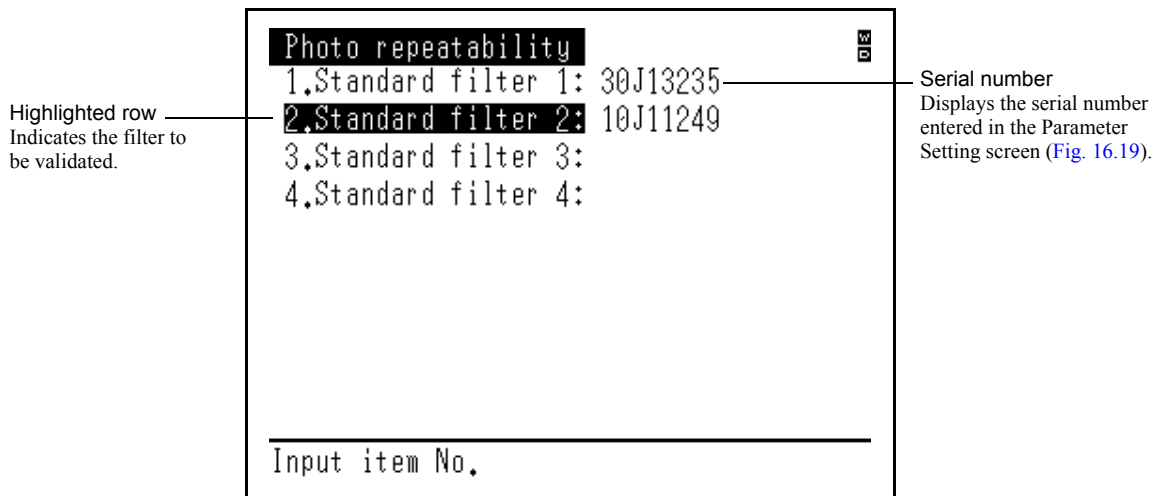 Photo repeatability
W
D
1.Standard filter 1: 30J13235
2.Standard filter 2: 10J11249
3.Standard filter 3:
4.Standard filter 4:
Input item No.
Highlighted row
Indicates the filter to
be validated.
Serial number
Displays the serial number
entered in the Parameter
Setting screen (Fig. 16.19).